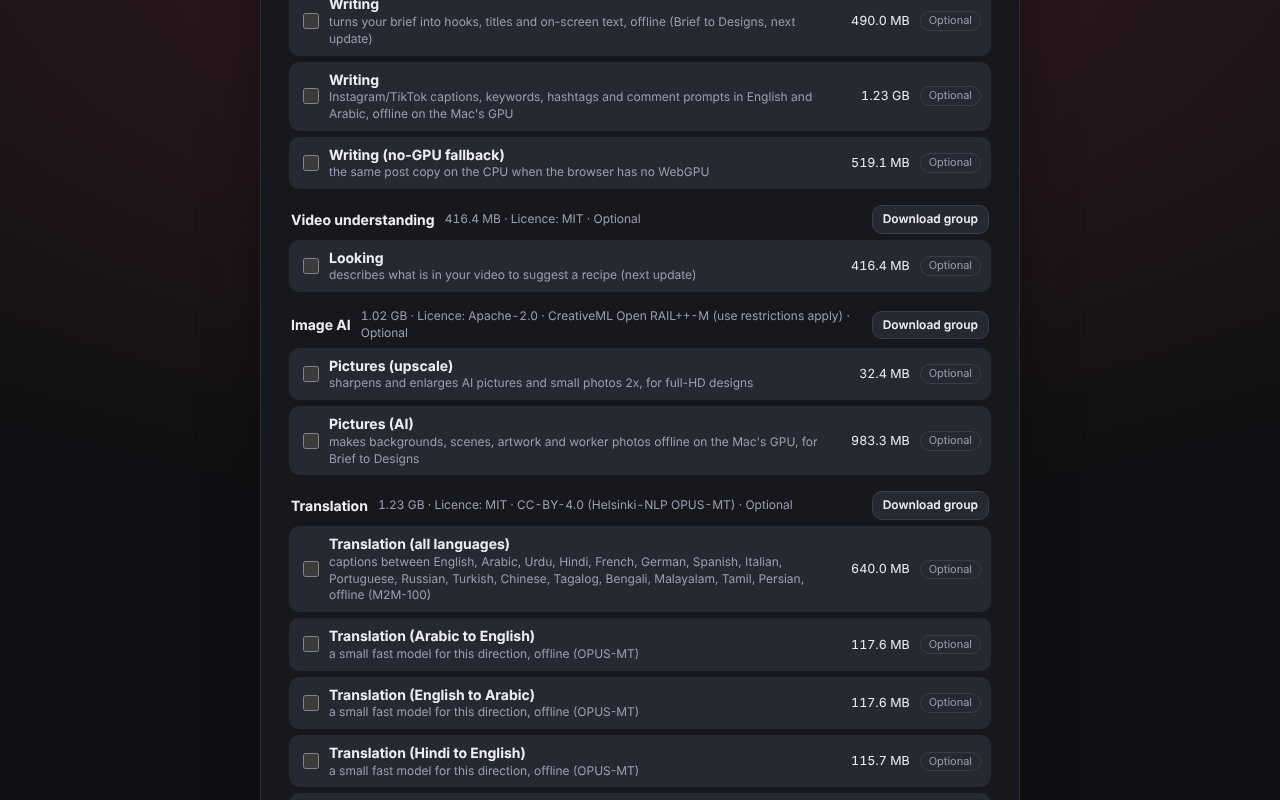 Writing
turns your brief into hooks, titles and on-screen text, offline (Brief to Designs, next
update)
490.0 MB
Optional
Writing
Instagram/TikTok captions, keywords, hashtags and comment prompts in English and
Arabic, offline on the Mac's GPU
1.23 GB
Optional
Writing (no-GPU fallback)
the same post copy on the CPU when the browser has no WebGPU
519.1 MB
Optional
Video understanding 416.4 MB · Licence: MIT · Optional
Download group
Looking
describes what is in your video to suggest a recipe (next update)
416.4 MB
Optional
Image AI
1.02 GB · Licence: Apache-2.0 · CreativeML Open RAIL++-M (use restrictions apply) ·
Optional
Download group
Pictures (upscale)
sharpens and enlarges AI pictures and small photos 2x, for full-HD designs
32.4 MB
Optional
Pictures (AI)
makes backgrounds, scenes, artwork and worker photos offline on the Mac's GPU, for
Brief to Designs
983.3 MB
Optional
Translation 1.23 GB · Licence: MIT · CC-BY-4.0 (Helsinki-NLP OPUS-MT) · Optional
Download group
Translation (all languages)
captions between English, Arabic, Urdu, Hindi, French, German, Spanish, Italian,
Portuguese, Russian, Turkish, Chinese, Tagalog, Bengali, Malayalam, Tamil, Persian,
offline (M2M-100)
640.0 MB
Optional
Translation (Arabic to English)
a small fast model for this direction, offline (OPUS-MT)
117.6 MB
Optional
Translation (English to Arabic)
a small fast model for this direction, offline (OPUS-MT)
117.6 MB
Optional
Translation (Hindi to English)
a small fast model for this direction, offline (OPUS-MT)
115.7 MB
Optional